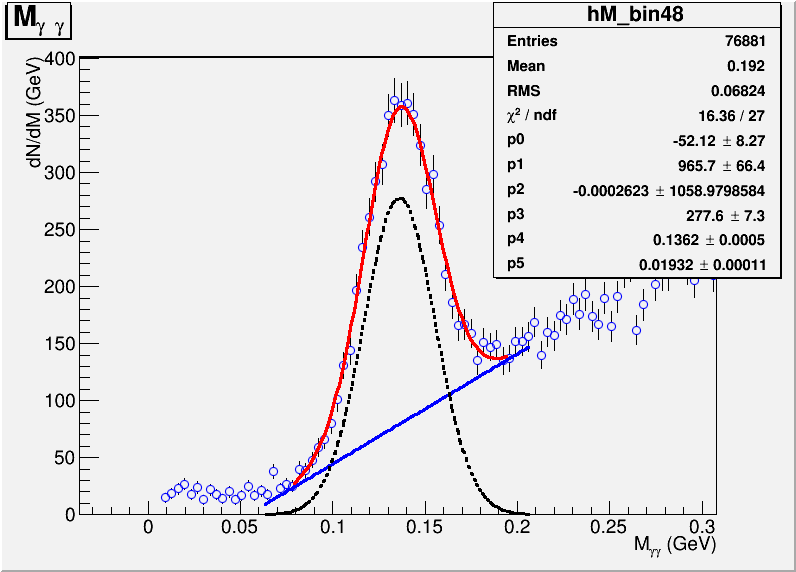 M γ γ
hM_bin48
Entries 76881
Mean 0.192
RMS 0.06824
χ² / ndf 16.36 / 27
p0 -52.12 ± 8.27
p1 965.7 ± 66.4
p2 -0.0002623 ± 1058.9798584
p3 277.6 ± 7.3
p4 0.1362 ± 0.0005
p5 0.01932 ± 0.00011
dN/dM (GeV)
400
350
300
250
200
150
100
50
0
0 0.05 0.1 0.15 0.2 0.25 0.3
Mγγ (GeV)